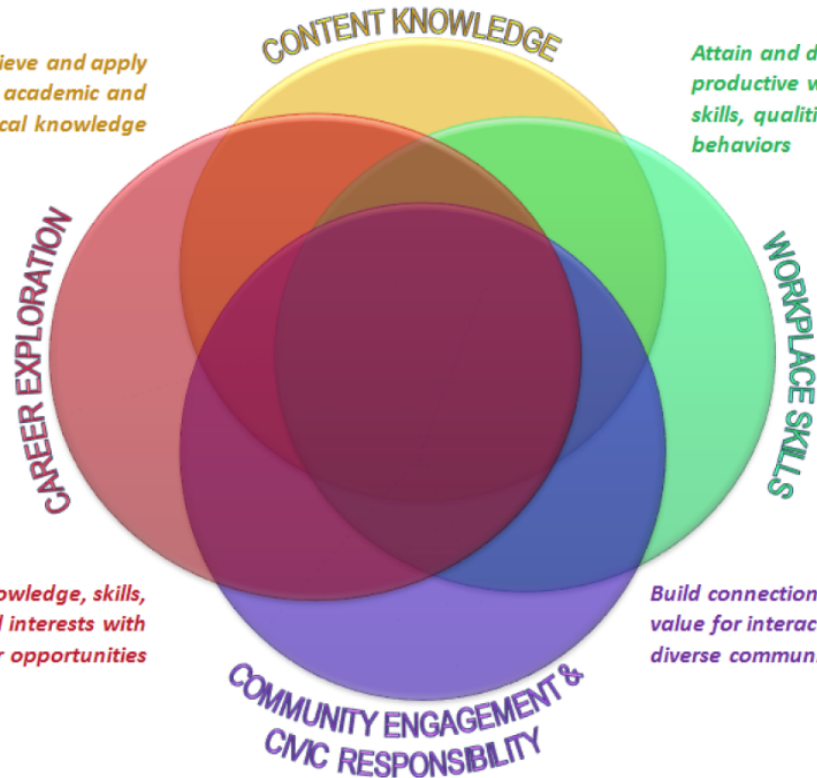 CONTENT KNOWLEDGE
ieve and apply
academic and
cal knowledge
Attain and d
productive w
skills, qualiti
behaviors
CAREER EXPLORATION
WORKPLACE SKILLS
owledge, skills,
l interests with
r opportunities
Build connection
value for interac
diverse commun
COMMUNITY ENGAGEMENT &
CIVIC RESPONSIBILITY